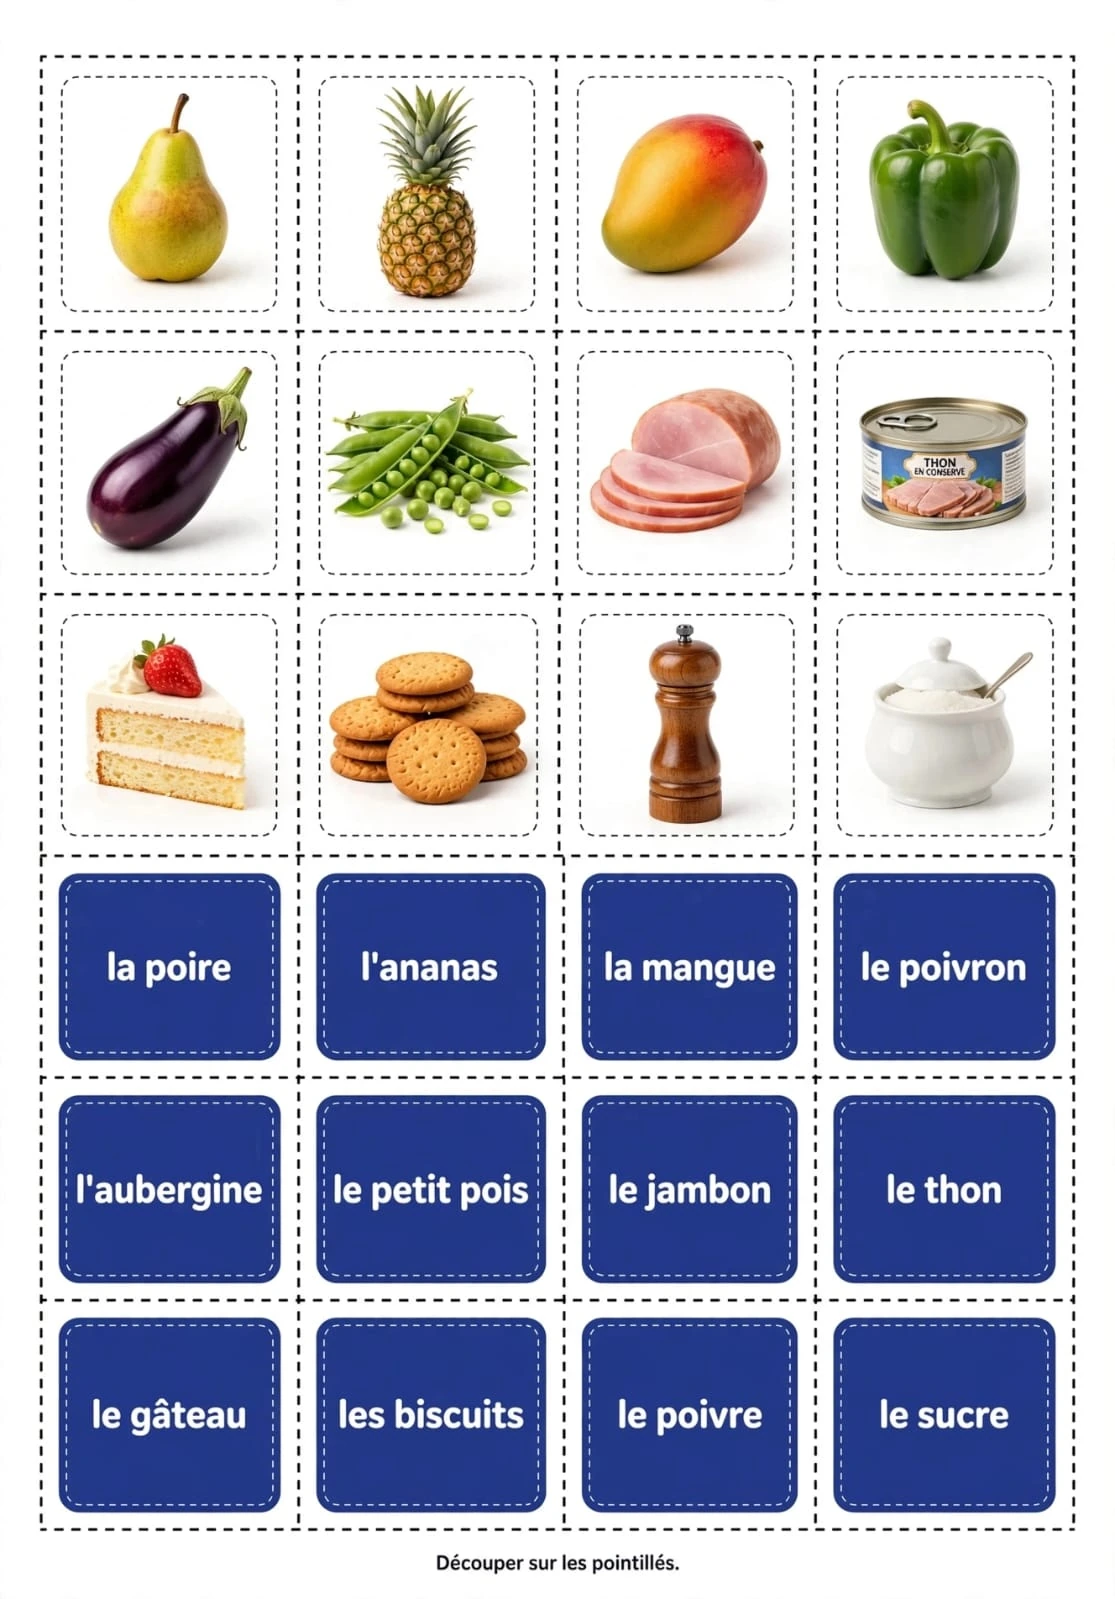 THON
EN CONSERVE
la poire
l'ananas
la mangue
le poivron
l'aubergine
le petit pois
le jambon
le thon
le gâteau
les biscuits
le poivre
le sucre
Découper sur les pointillés.